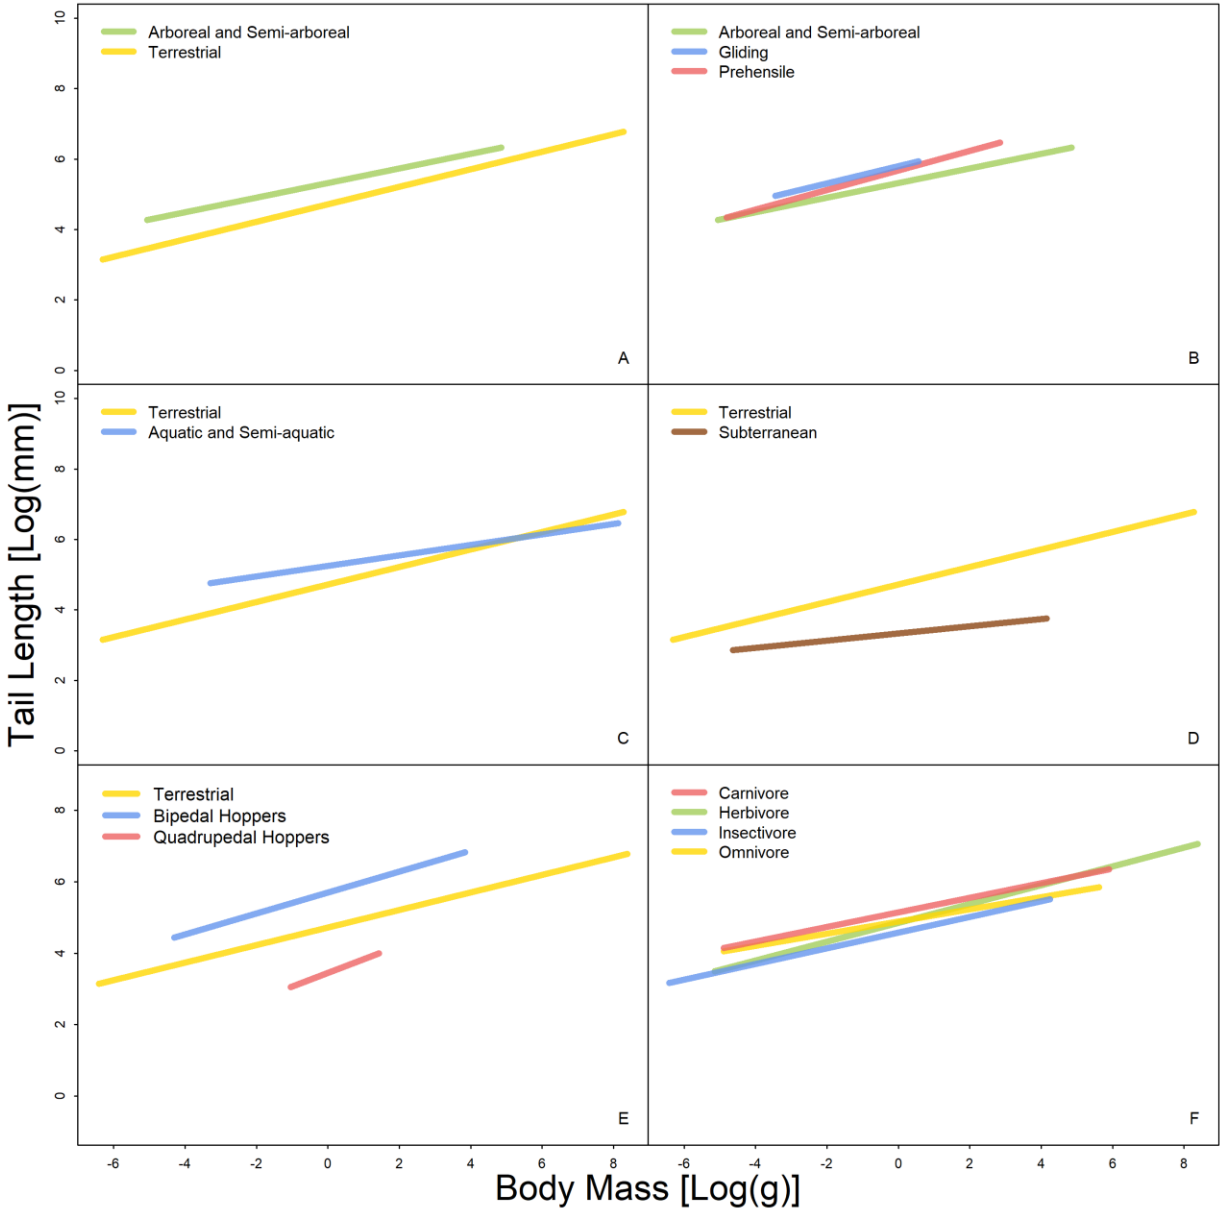 Arboreal and Semi-arboreal
Terrestrial
10
8
6
4
2
0
A
Arboreal and Semi-arboreal
Gliding
Prehensile
B
Terrestrial
Aquatic and Semi-aquatic
10
8
6
4
2
0
C
Terrestrial
Subterranean
D
Tail Length [Log(mm)]
Terrestrial
Bipedal Hoppers
Quadrupedal Hoppers
8
6
4
2
0
E
Carnivore
Herbivore
Insectivore
Omnivore
F
-6 -4 -2 0 2 4 6 8
-6 -4 -2 0 2 4 6 8
Body Mass [Log(g)]